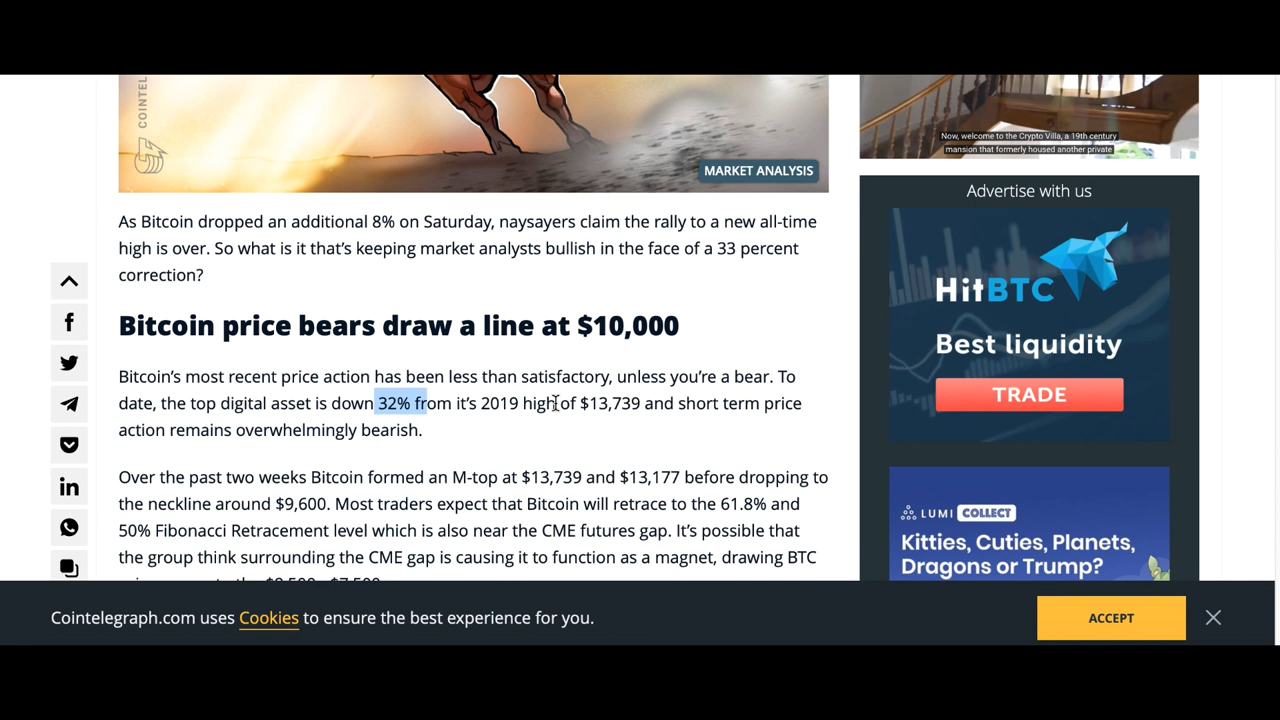 COINTEL
MARKET ANALYSIS
Now, welcome to the Crypto Villa, a 19th century
mansion that formerly housed another private
As Bitcoin dropped an additional 8% on Saturday, naysayers claim the rally to a new all-time
high is over. So what is it that’s keeping market analysts bullish in the face of a 33 percent
correction?
Bitcoin price bears draw a line at $10,000
Bitcoin’s most recent price action has been less than satisfactory, unless you’re a bear. To
date, the top digital asset is down 32% from it’s 2019 high of $13,739 and short term price
action remains overwhelmingly bearish.
Over the past two weeks Bitcoin formed an M-top at $13,739 and $13,177 before dropping to
the neckline around $9,600. Most traders expect that Bitcoin will retrace to the 61.8% and
50% Fibonacci Retracement level which is also near the CME futures gap. It’s possible that
the group think surrounding the CME gap is causing it to function as a magnet, drawing BTC
Advertise with us
HitBTC
Best liquidity
TRADE
LUMI COLLECT
Kitties, Cuties, Planets,
Dragons or Trump?
Cointelegraph.com uses Cookies to ensure the best experience for you.
ACCEPT